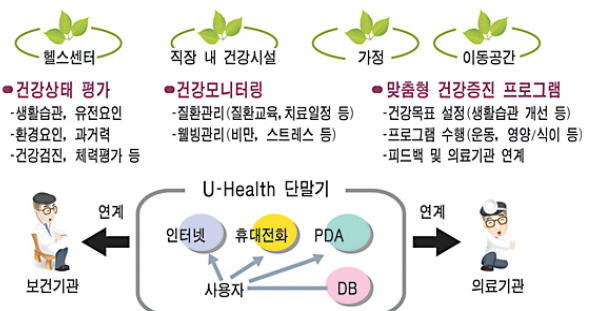 헬스센터
직장 내 건강시설
가정
이동공간
건강상태 평가
-생활습관, 유전요인
-환경요인, 과거력
-건강검진, 체력평가 등
건강모니터링
-질환관리(질환교육,치료일정 등)
-웰빙관리(비만, 스트레스 등)
맞춤형 건강증진 프로그램
-건강목표 설정(생활습관 개선 등)
-프로그램 수행(운동, 영양/식이 등)
-피드백 및 의료기관 연계
U-Health 단말기
연계
연계
인터넷
휴대전화
PDA
사용자
DB
보건기관
의료기관